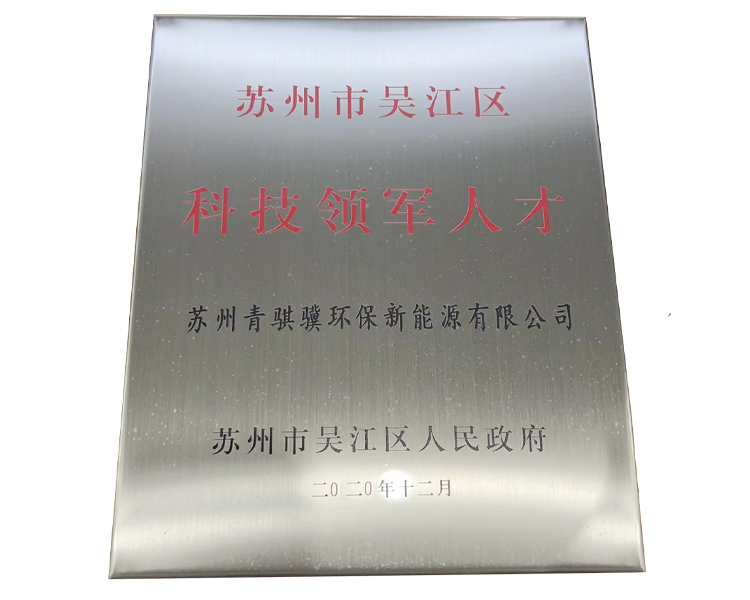 苏州市吴江区
科技领军人才
苏州青骐骥环保新能源有限公司
苏州市吴江区人民政府
二0二0年十二月